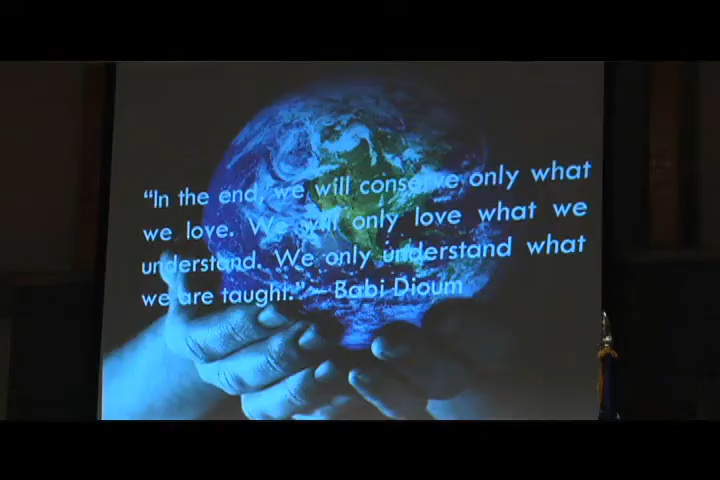 “In the end, we will conserve only what
we love. We will only love what we
understand. We only understand what
we are taught.” – Babi Dioum